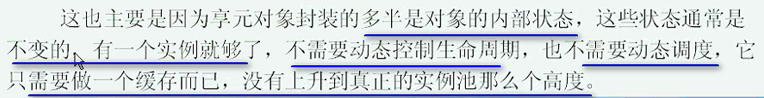 这也主要是因为享元对象封装的多半是对象的内部状态，这些状态通常是
不变的，有一个实例就够了，不需要动态控制生命周期，也不需要动态调度，它
只需要做一个缓存而已，没有上升到真正的实例池那么个高度。